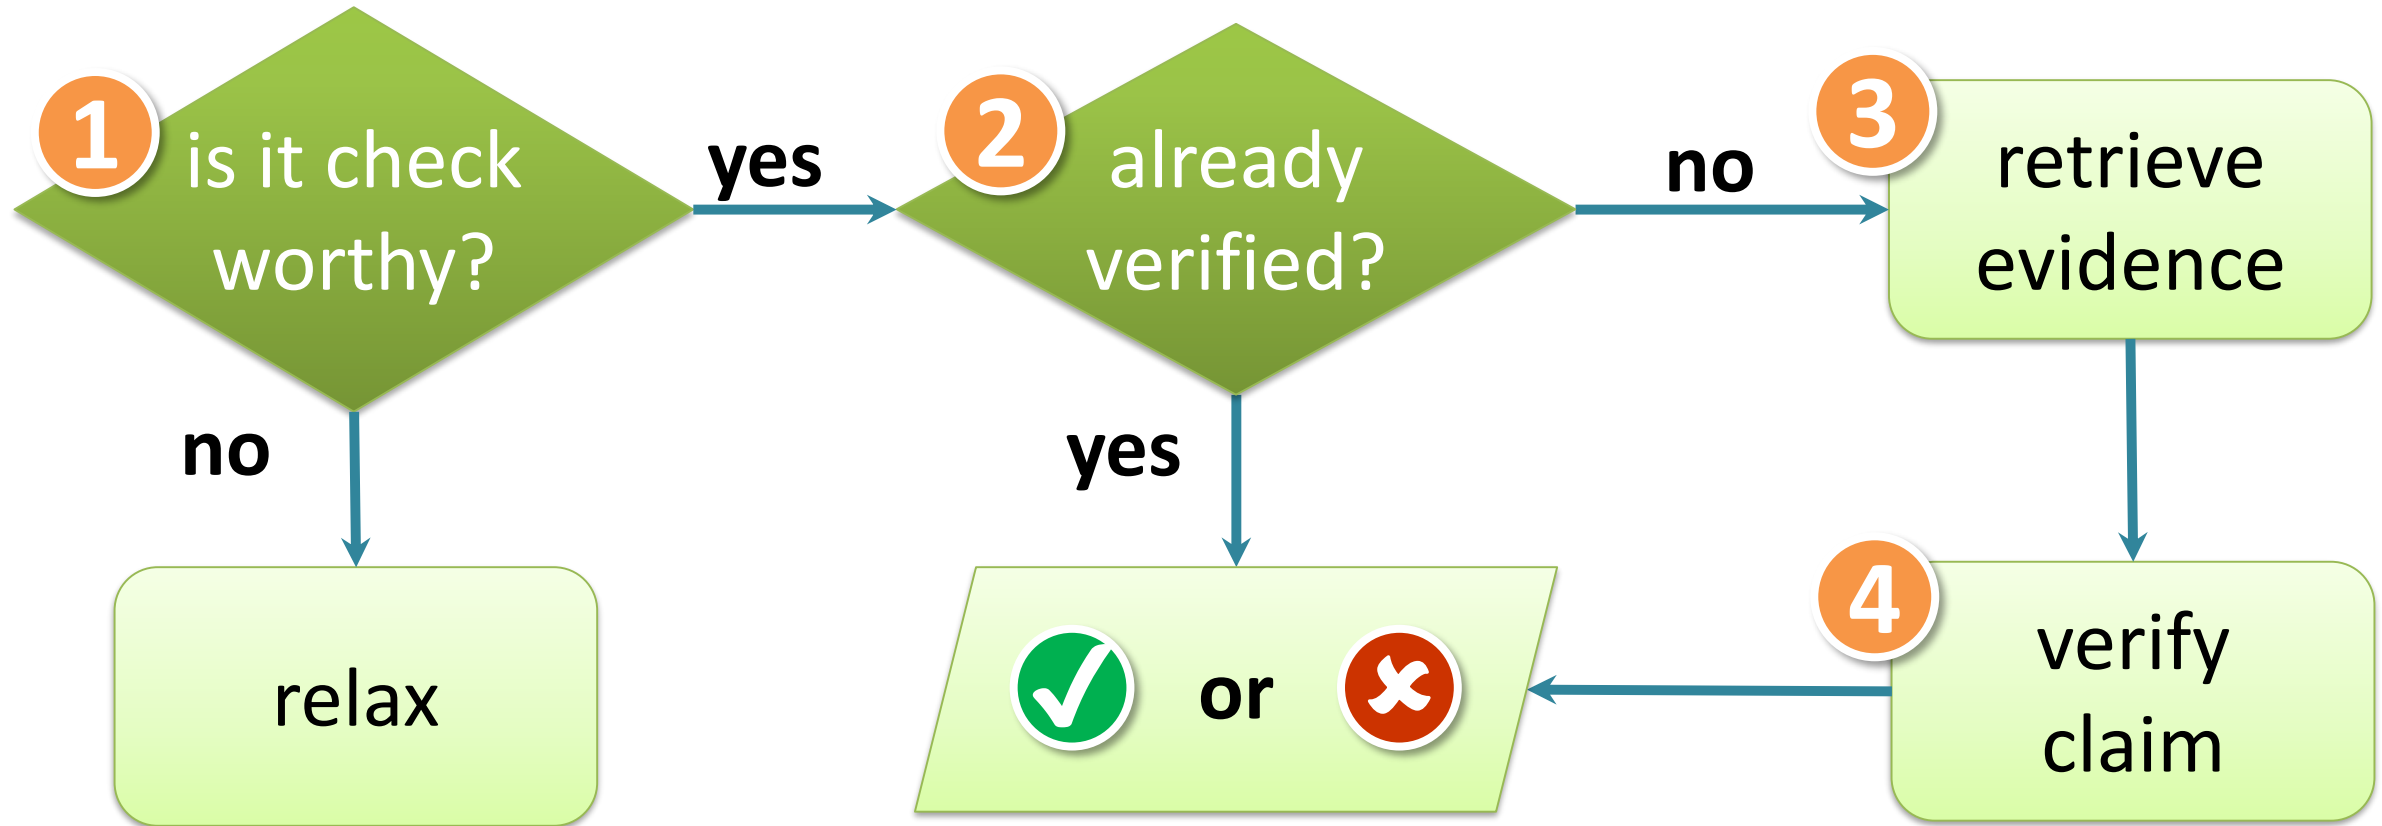 1
is it check
worthy?
yes
2
already
verified?
no
3
retrieve
evidence
no
relax
yes
or
4
verify
claim